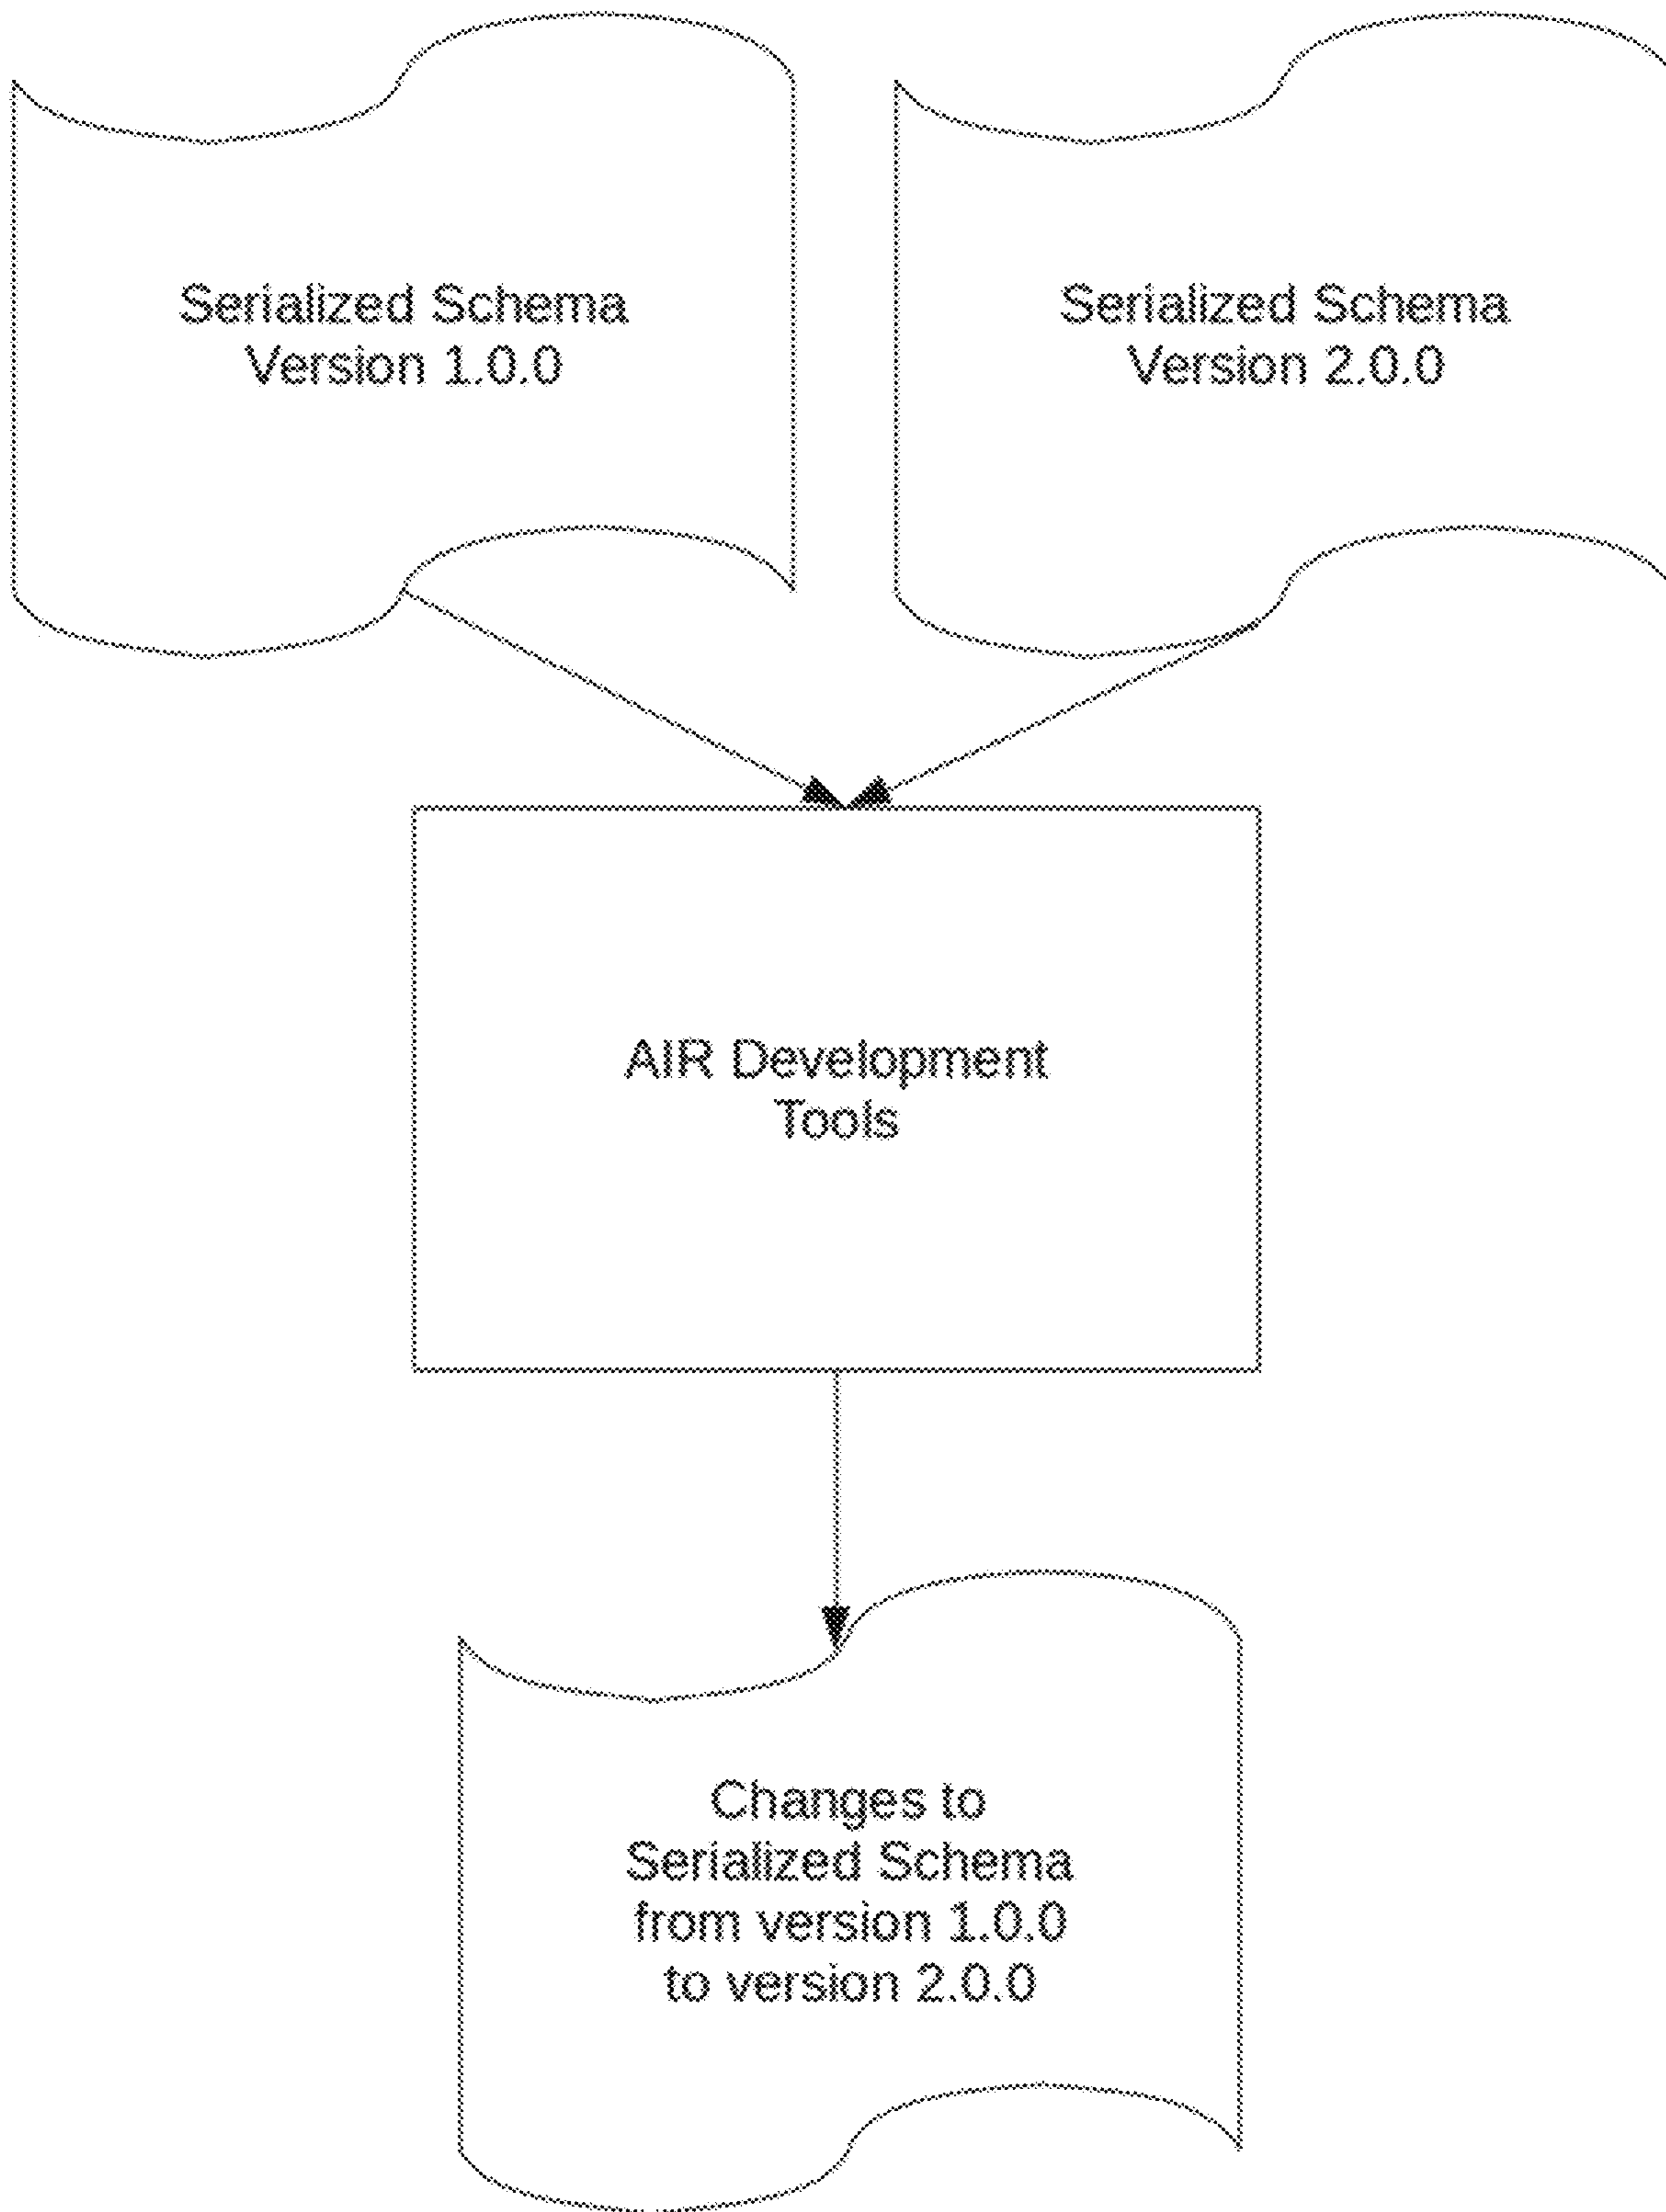 Serialized Schema
Version 1.0.0
Serialized Schema
Version 2.0.0
AIR Development
Tools
Changes to
Serialized Schema
from version 1.0.0
to version 2.0.0